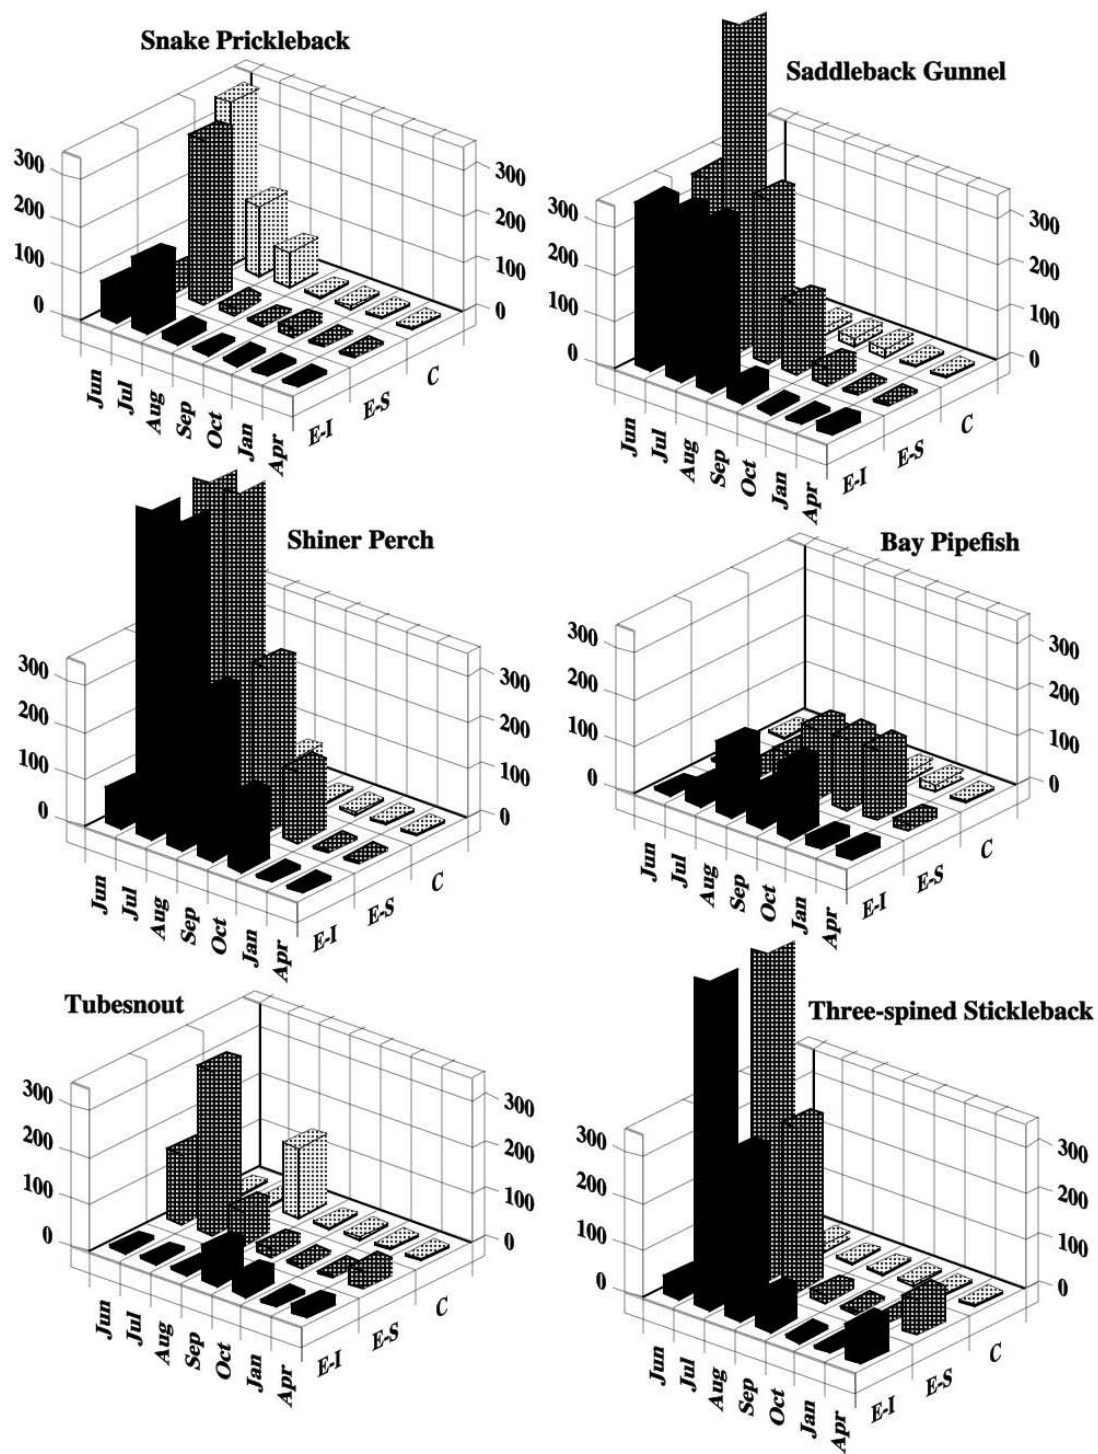 Snake Prickleback
300
200
100
0
300
200
100
0
Jun
Jul
Aug
Sep
Oct
Jan
Apr
E-I
E-S
C
Saddleback Gunnel
300
200
100
0
300
200
100
0
Jun
Jul
Aug
Sep
Oct
Jan
Apr
E-I
E-S
C
Shiner Perch
300
200
100
0
300
200
100
0
Jun
Jul
Aug
Sep
Oct
Jan
Apr
E-I
E-S
C
Bay Pipefish
300
200
100
0
300
200
100
0
Jun
Jul
Aug
Sep
Oct
Jan
Apr
E-I
E-S
C
Tubesnout
300
200
100
0
300
200
100
0
Jun
Jul
Aug
Sep
Oct
Jan
Apr
E-I
E-S
C
Three-spined Stickleback
300
200
100
0
300
200
100
0
Jun
Jul
Aug
Sep
Oct
Jan
Apr
E-I
E-S
C